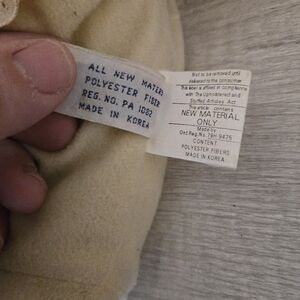 ALL NEW MATER
POLYESTER FIBER
REG. NO. PA 1082
MADE IN KOREA
Not to be removed until
delivered to the consumer
This label is affixed in compliance
with The Upholstered and
Stuffed Articles Act
This article contains
NEW MATERIAL
ONLY
Made by
Ont. Reg. No. 79H-9475
CONTENT
POLYESTER FIBERS
MADE IN KOREA